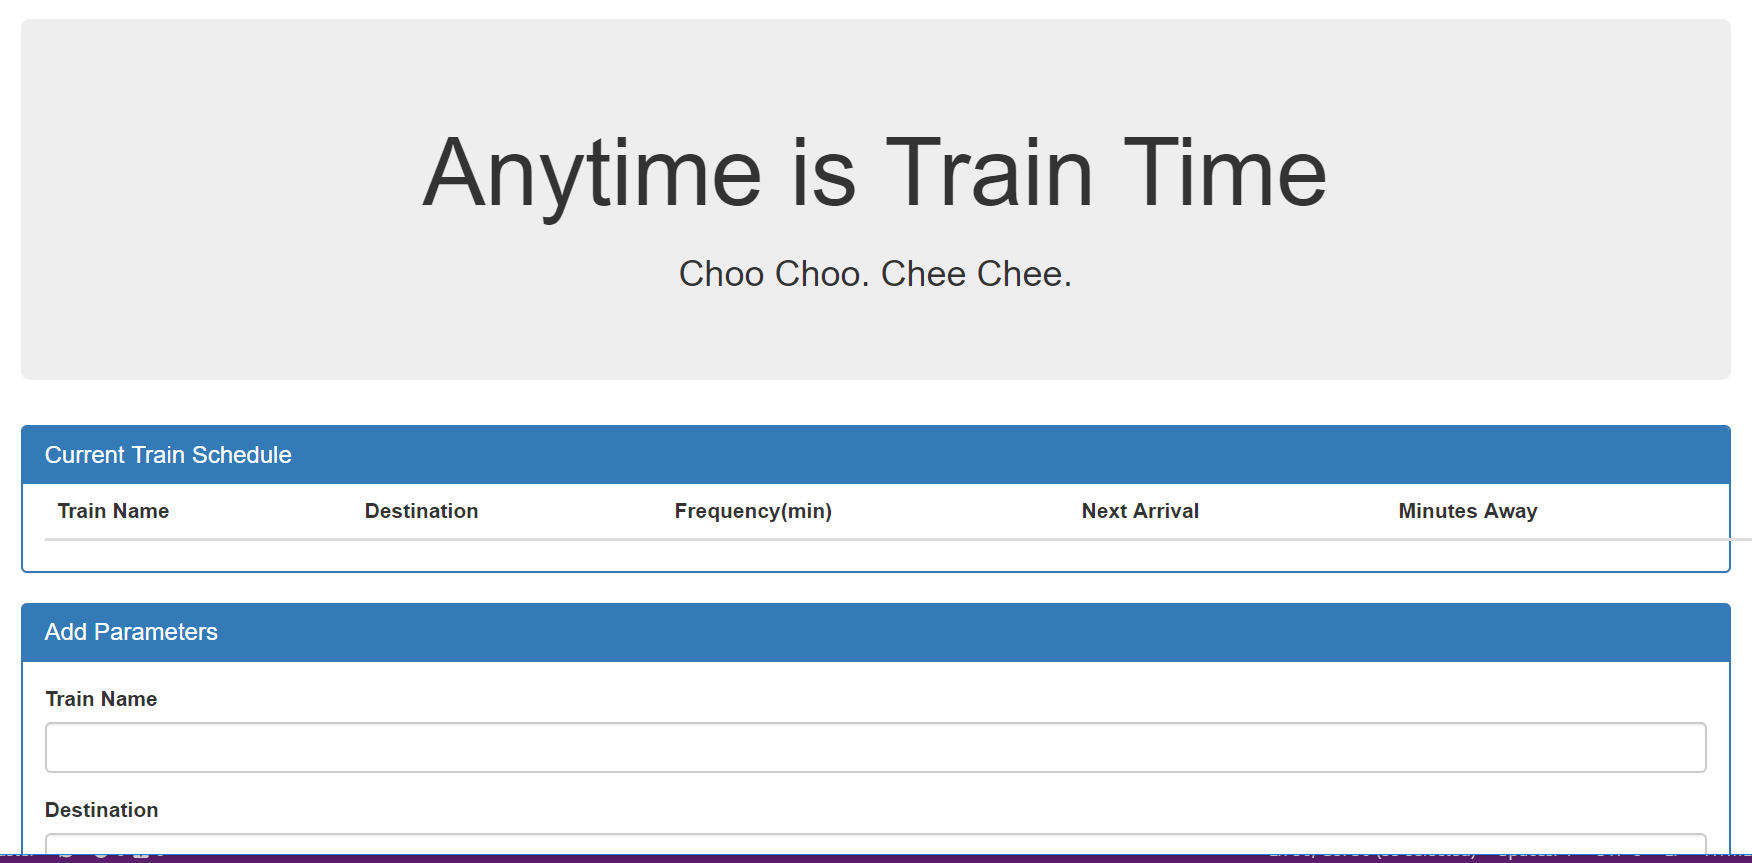 Anytime is Train Time
Choo Choo. Chee Chee.
Current Train Schedule
Train Name Destination Frequency(min) Next Arrival Minutes Away
Add Parameters
Train Name
Destination